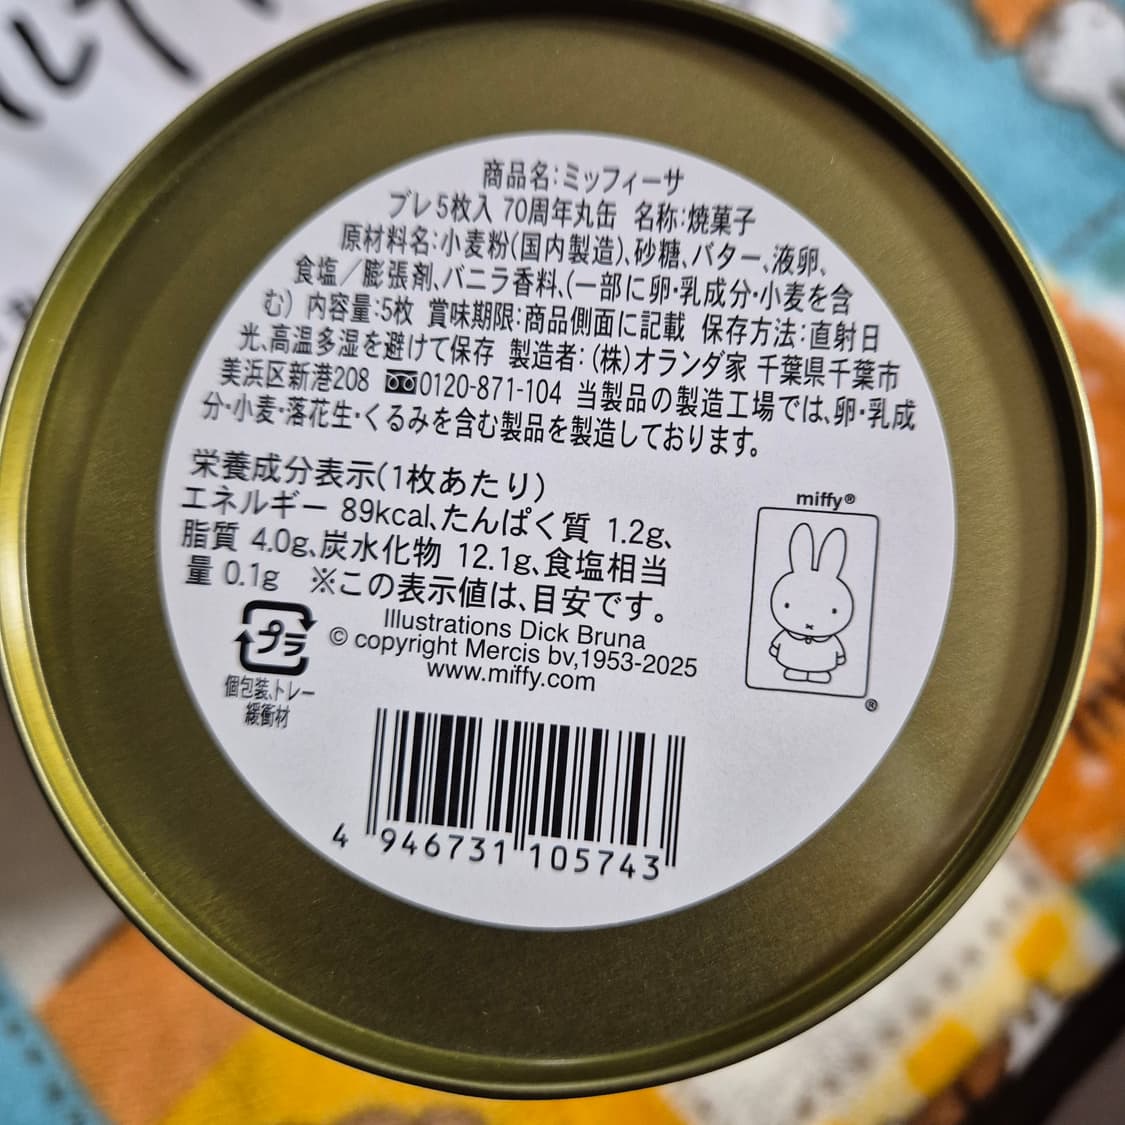 商品名:ミッフィーサ
ブレ5枚入 70周年丸缶 名称:焼菓子
原材料名:小麦粉(国内製造)、砂糖、バター、液卵、
食塩/膨張剤、バニラ香料、(一部に卵・乳成分・小麦を含
む) 内容量:5枚 賞味期限:商品側面に記載 保存方法:直射日
光、高温多湿を避けて保存 製造者:(株)オランダ家 千葉県千葉市
美浜区新港208 0120-871-104 当製品の製造工場では、卵・乳成
分・小麦・落花生・くるみを含む製品を製造しております。
栄養成分表示(1枚あたり)
エネルギー 89kcal、たんぱく質 1.2g、
脂質 4.0g、炭水化物 12.1g、食塩相当
量 0.1g ※この表示値は、目安です。
Illustrations Dick Bruna
© copyright Mercis bv,1953-2025
www.miffy.com
miffy®
®
プラ
個包装、トレー
緩衝材
4 946731 105743